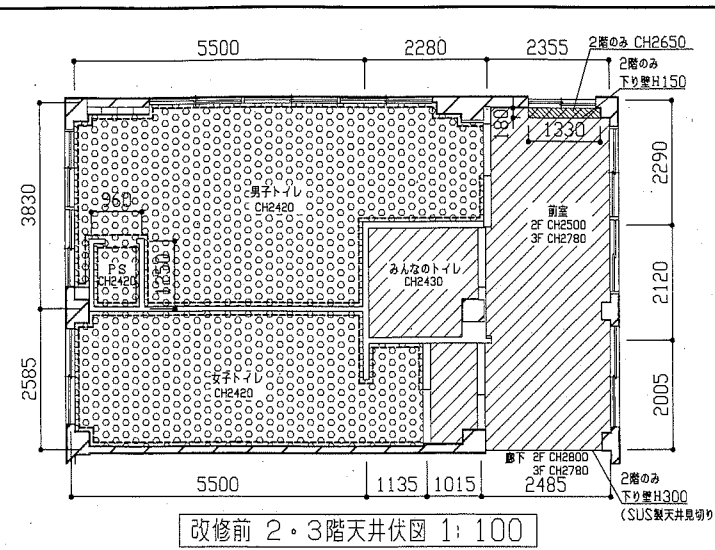 5500
2280
2355
2階のみ CH2650
2階のみ
下り壁H150
180
1330
3830
2585
2290
2120
2005
男子トイレ
CH2420
960
PS
CH2420
前室
2F CH2500
3F CH2780
みんなのトイレ
CH2430
女子トイレ
CH2420
廊下 2F CH2800
3F CH2780
2階のみ
下り壁H300
(SUS製天井見切り
5500
1135
1015
2485
改修前 2・3階天井伏図 1:100